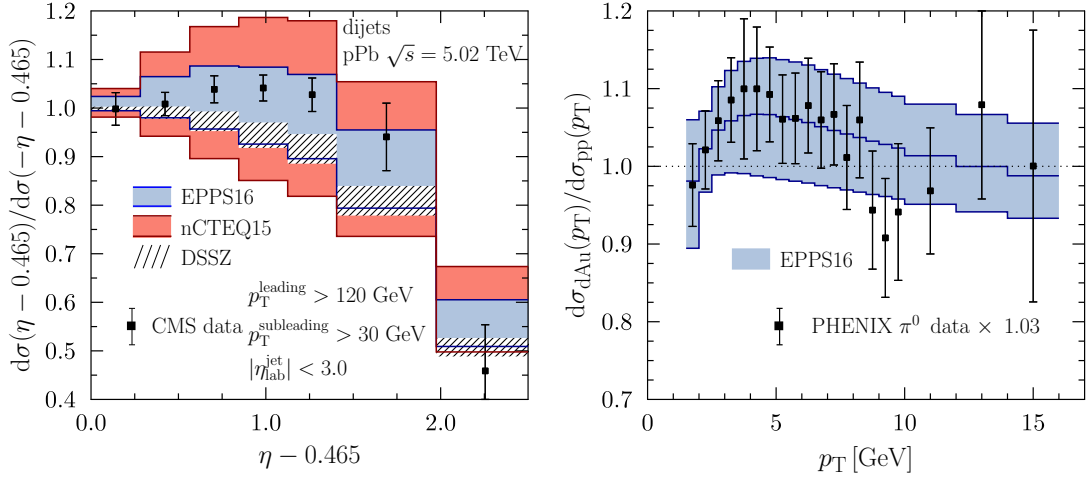 dσ(η − 0.465)/dσ(−η − 0.465)
1.2
1.1
1.0
0.9
0.8
0.7
0.6
0.5
0.4
dijets
pPb √s = 5.02 TeV
EPPS16
nCTEQ15
DSSZ
CMS data
p_T^leading > 120 GeV
p_T^subleading > 30 GeV
|η_lab^jet| < 3.0
0.0 1.0 2.0
η − 0.465
dσ_dAu(p_T)/dσ_pp(p_T)
1.2
1.1
1.0
0.9
0.8
0.7
EPPS16
PHENIX π⁰ data × 1.03
0 5 10 15
p_T [GeV]